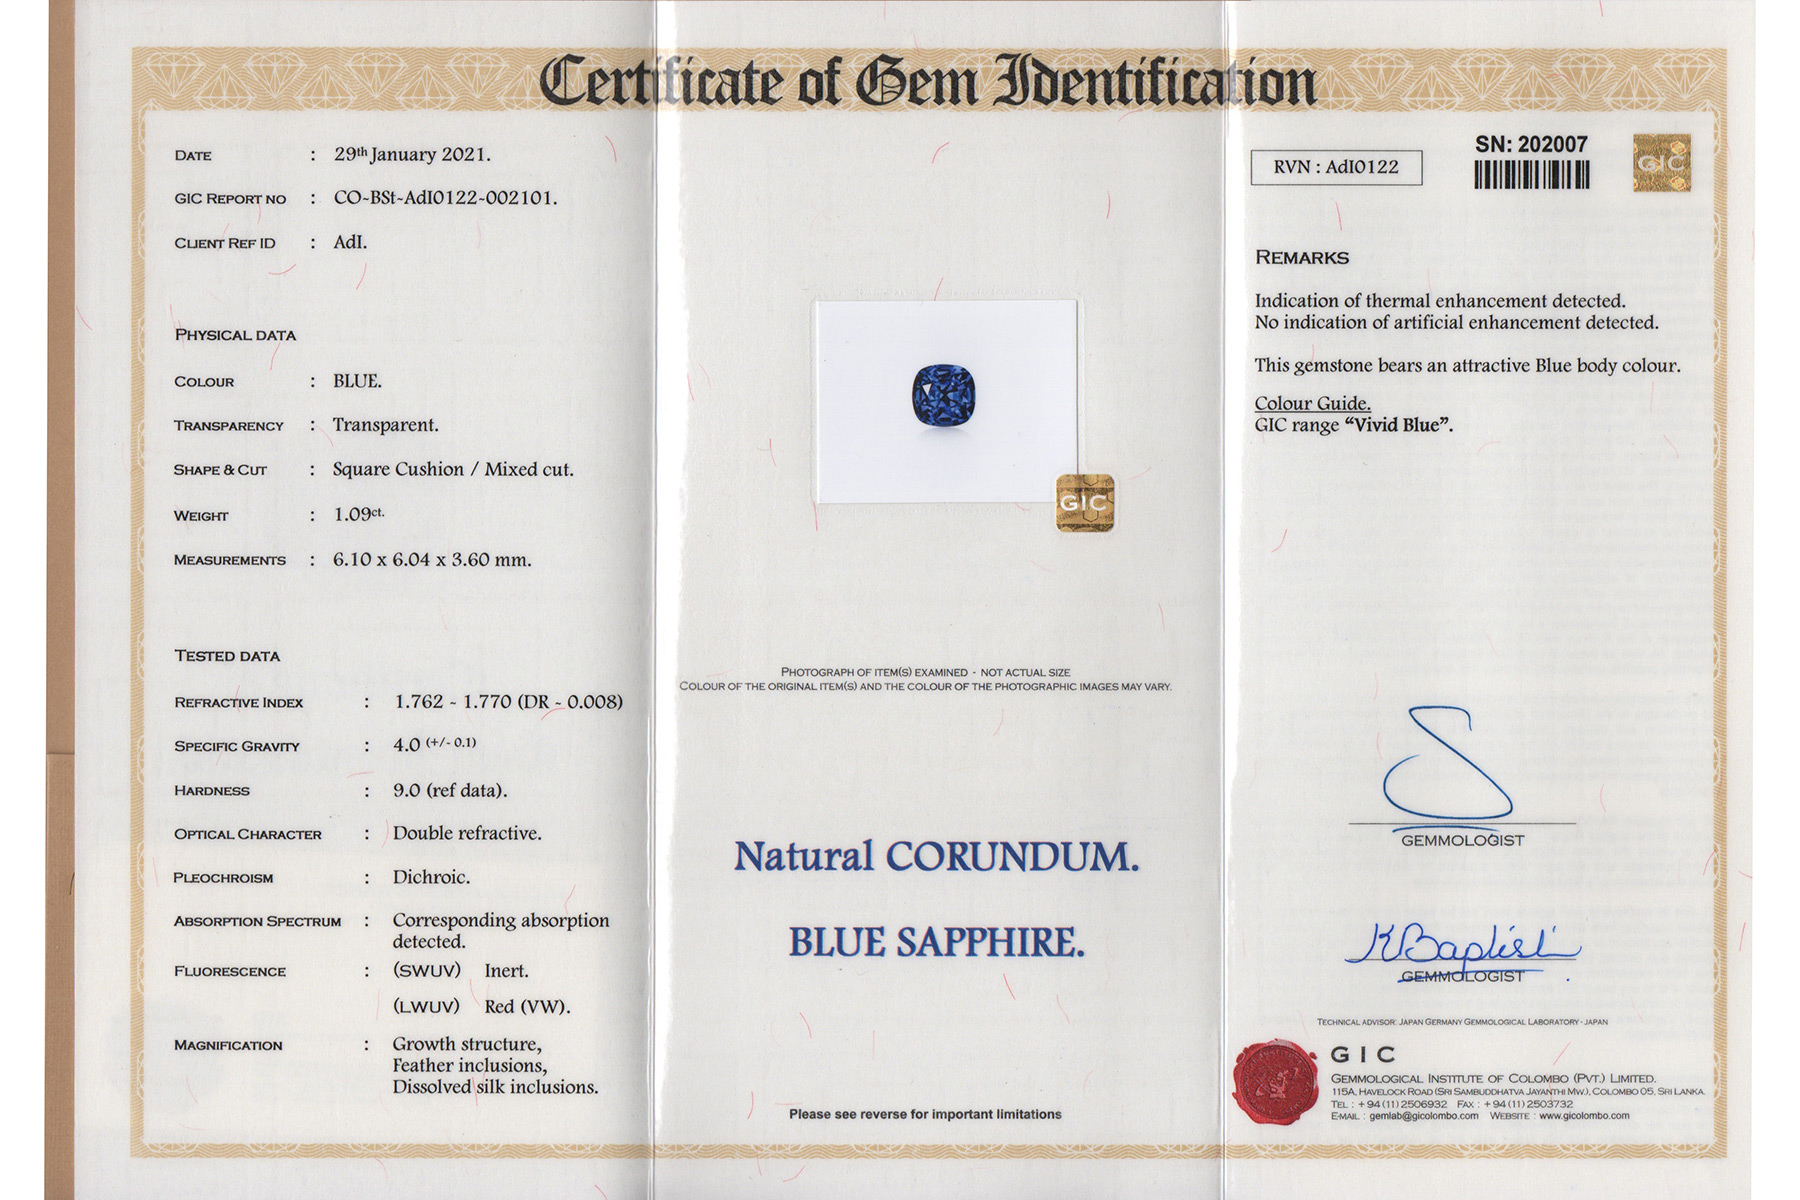 Certificate of Gem Identification
DATE : 29th January 2021.
GIC REPORT NO : CO-BSt-AdI0122-002101.
CLIENT REF ID : AdI.
PHYSICAL DATA
COLOUR : BLUE.
TRANSPARENCY : Transparent.
SHAPE & CUT : Square Cushion / Mixed cut.
WEIGHT : 1.09ct.
MEASUREMENTS : 6.10 x 6.04 x 3.60 mm.
TESTED DATA
REFRACTIVE INDEX : 1.762 ~ 1.770 (DR ~ 0.008)
SPECIFIC GRAVITY : 4.0 (+/- 0.1)
HARDNESS : 9.0 (ref data).
OPTICAL CHARACTER : Double refractive.
PLEOCHROISM : Dichroic.
ABSORPTION SPECTRUM : Corresponding absorption
detected.
FLUORESCENCE : (SWUV) Inert.
(LWUV) Red (VW).
MAGNIFICATION : Growth structure,
Feather inclusions,
Dissolved silk inclusions.
GIC
PHOTOGRAPH OF ITEM(S) EXAMINED - NOT ACTUAL SIZE
COLOUR OF THE ORIGINAL ITEM(S) AND THE COLOUR OF THE PHOTOGRAPHIC IMAGES MAY VARY.
Natural CORUNDUM.
BLUE SAPPHIRE.
Please see reverse for important limitations
RVN : AdI0122
SN: 202007
GIC
REMARKS
Indication of thermal enhancement detected.
No indication of artificial enhancement detected.
This gemstone bears an attractive Blue body colour.
Colour Guide.
GIC range “Vivid Blue”.
GEMMOLOGIST
K Baptist
GEMMOLOGIST
TECHNICAL ADVISOR: JAPAN GERMANY GEMMOLOGICAL LABORATORY - JAPAN
GIC
GEMMOLOGICAL INSTITUTE OF COLOMBO (PVT.) LIMITED.
115A, HAVELOCK ROAD (SRI SAMBUDDHATVA JAYANTHI MW.), COLOMBO 05, SRI LANKA.
TEL : + 94 (11) 2506932 FAX : + 94 (11) 2503732
E-MAIL : gemlab@gicolombo.com WEBSITE : www.gicolombo.com